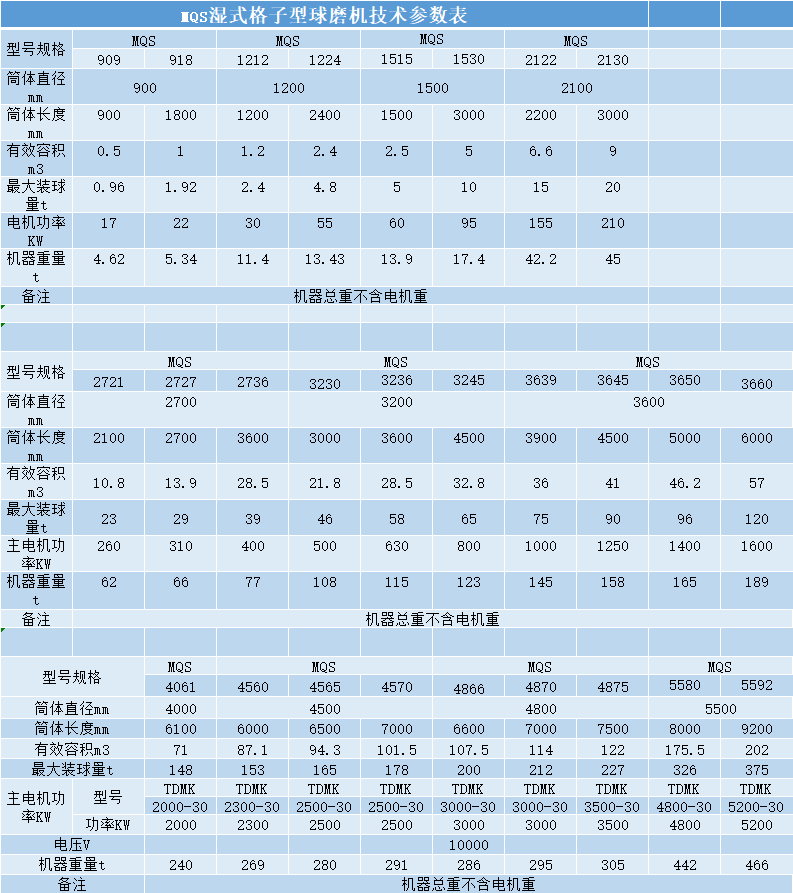 MQS湿式格子型球磨机技术参数表
型号规格 MQS MQS MQS MQS
909 918 1212 1224 1515 1530 2122 2130
筒体直径mm 900 1200 1500 2100
筒体长度mm 900 1800 1200 2400 1500 3000 2200 3000
有效容积m3 0.5 1 1.2 2.4 2.5 5 6.6 9
最大装球量t 0.96 1.92 2.4 4.8 5 10 15 20
电机功率KW 17 22 30 55 60 95 155 210
机器重量t 4.62 5.34 11.4 13.43 13.9 17.4 42.2 45
备注 机器总重不含电机重
型号规格 MQS MQS MQS
2721 2727 2736 3230 3236 3245 3639 3645 3650 3660
筒体直径mm 2700 3200 3600
筒体长度mm 2100 2700 3600 3000 3600 4500 3900 4500 5000 6000
有效容积m3 10.8 13.9 28.5 21.8 28.5 32.8 36 41 46.2 57
最大装球量t 23 29 39 46 58 65 75 90 96 120
主电机功率KW 260 310 400 500 630 800 1000 1250 1400 1600
机器重量t 62 66 77 108 115 123 145 158 165 189
备注 机器总重不含电机重
型号规格 MQS MQS MQS MQS
4061 4560 4565 4570 4866 4870 4875 5580 5592
筒体直径mm 4000 4500 4800 5500
筒体长度mm 6100 6000 6500 7000 6600 7000 7500 8000 9200
有效容积m3 71 87.1 94.3 101.5 107.5 114 122 175.5 202
最大装球量t 148 153 165 178 200 212 227 326 375
主电机功率KW 型号 TDMK TDMK TDMK TDMK TDMK TDMK TDMK TDMK TDMK
2000-30 2300-30 2500-30 2500-30 3000-30 3000-30 3500-30 4800-30 5200-30
功率KW 2000 2300 2500 2500 3000 3000 3500 4800 5200
电压V 10000
机器重量t 240 269 280 291 286 295 305 442 466
备注 机器总重不含电机重